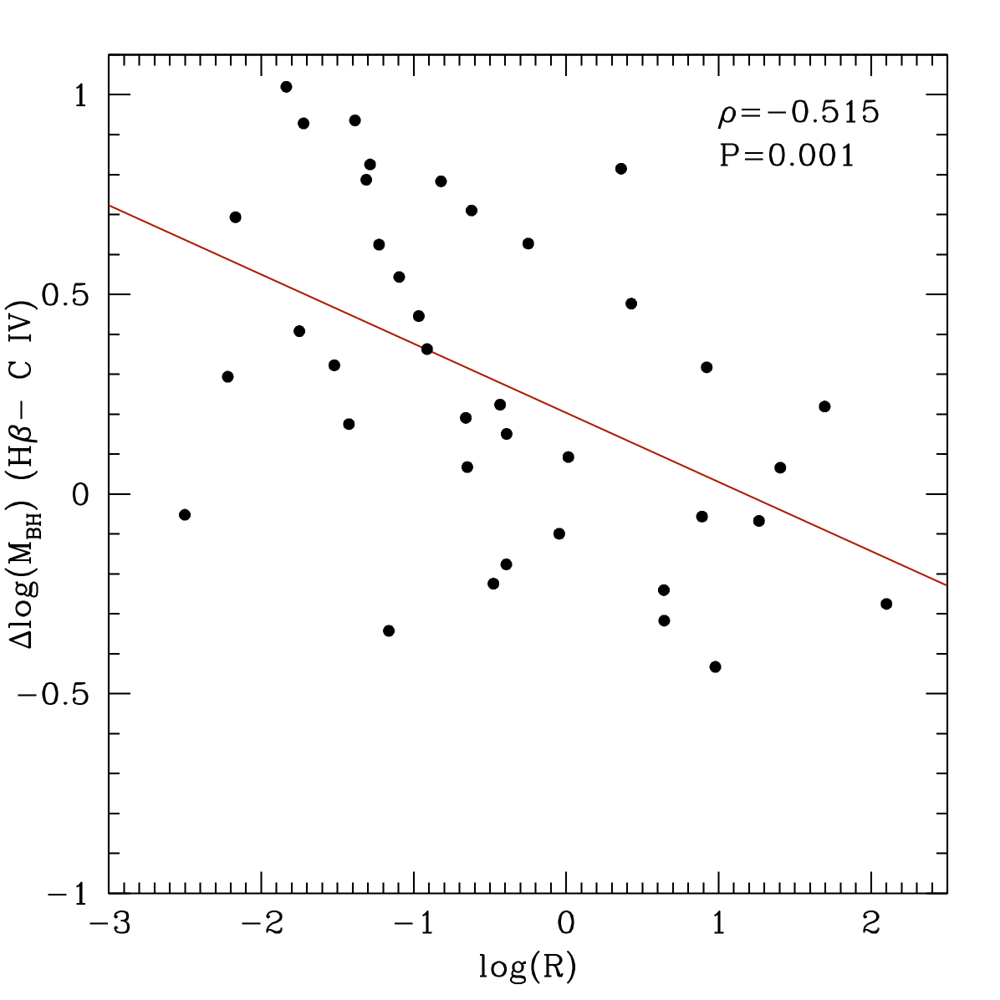 ρ=−0.515
P=0.001
1
0.5
0
−0.5
−1
Δlog(M_BH) (Hβ− C IV)
−3 −2 −1 0 1 2
log(R)